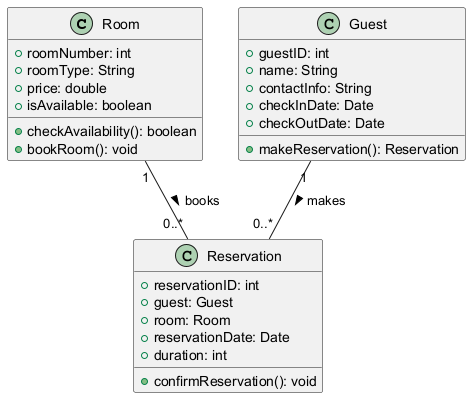 C Room
roomNumber: int
roomType: String
price: double
isAvailable: boolean
checkAvailability(): boolean
bookRoom(): void
C Guest
guestID: int
name: String
contactInfo: String
checkInDate: Date
checkOutDate: Date
makeReservation(): Reservation
1
books
0..*
1
makes
0..*
C Reservation
reservationID: int
guest: Guest
room: Room
reservationDate: Date
duration: int
confirmReservation(): void